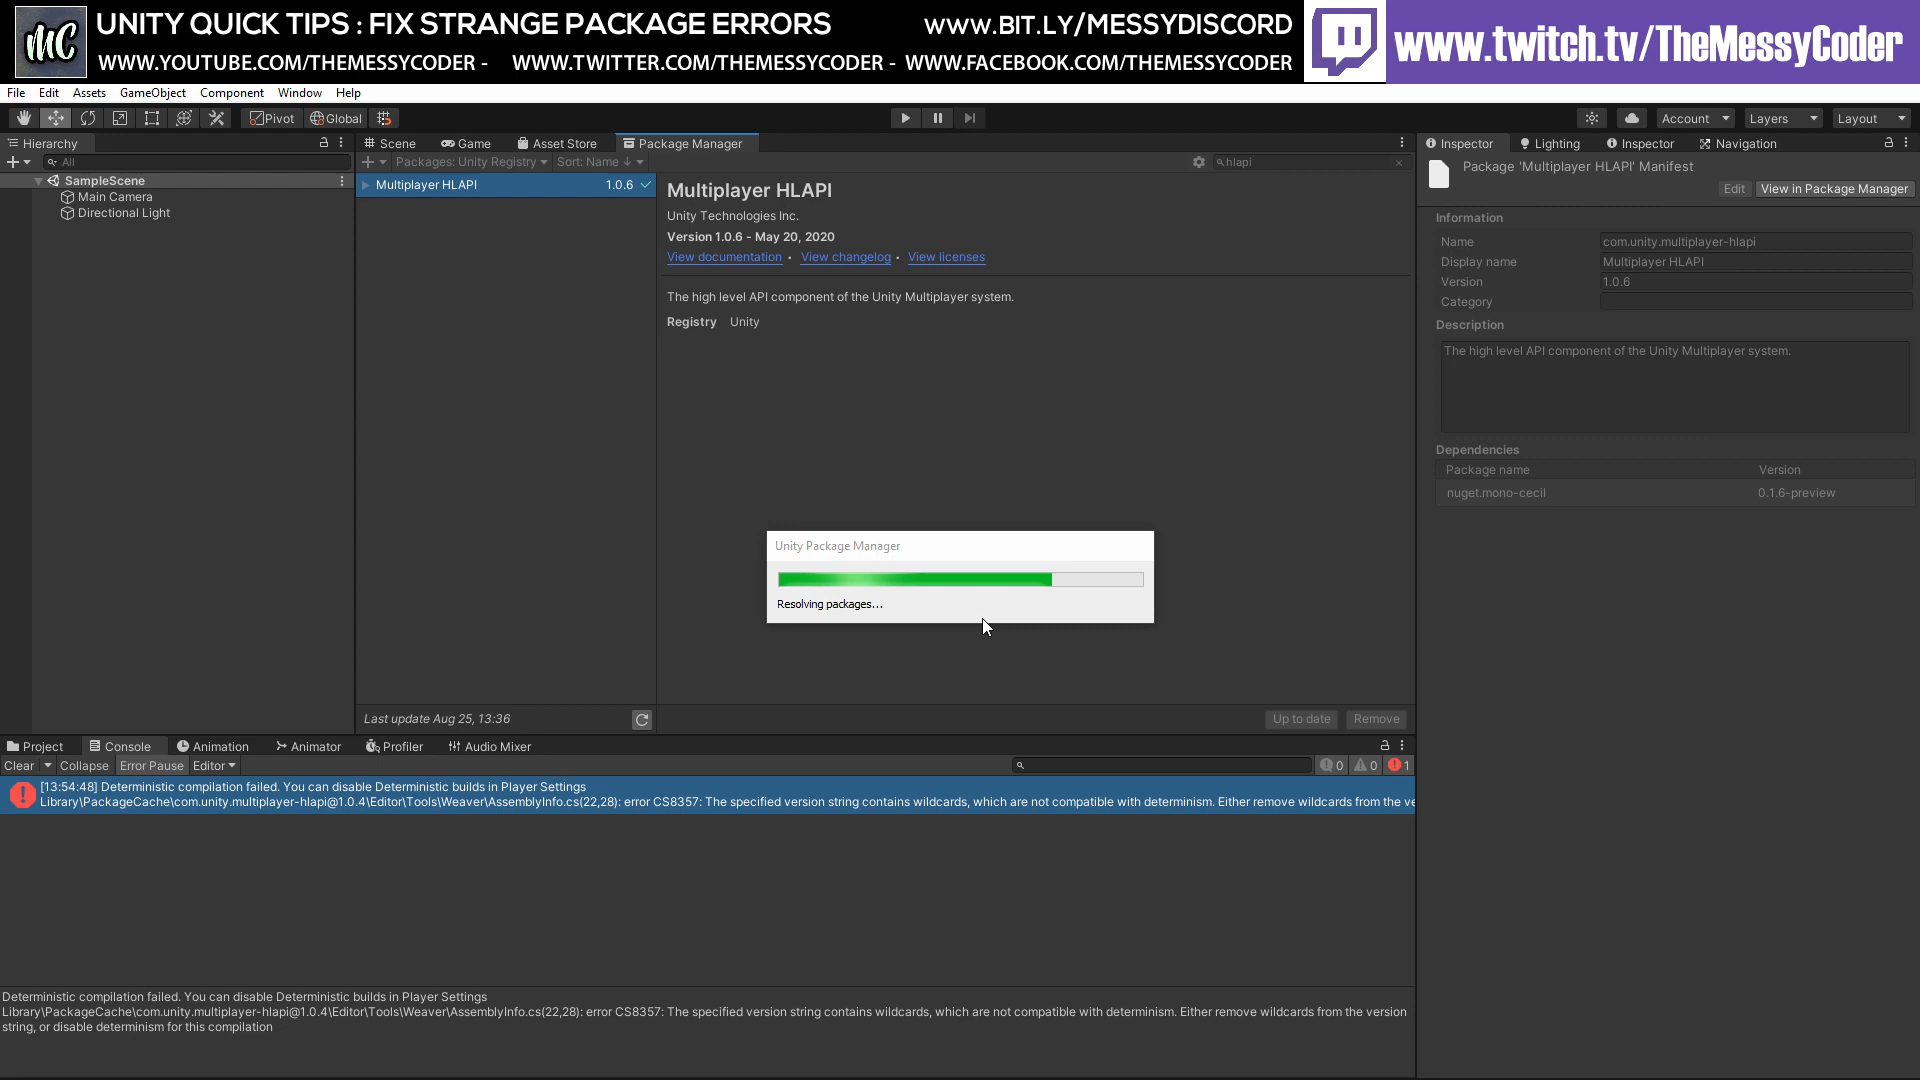 MC
UNITY QUICK TIPS : FIX STRANGE PACKAGE ERRORS
WWW.BIT.LY/MESSYDISCORD
WWW.YOUTUBE.COM/THEMESSYCODER - WWW.TWITTER.COM/THEMESSYCODER - WWW.FACEBOOK.COM/THEMESSYCODER
www.twitch.tv/TheMessyCoder
File Edit Assets GameObject Component Window Help
Pivot Global
Account Layers Layout
Hierarchy
All
SampleScene
Main Camera
Directional Light
Scene Game Asset Store Package Manager
Packages: Unity Registry Sort: Name ↓
hlapi
Multiplayer HLAPI 1.0.6
Multiplayer HLAPI
Unity Technologies Inc.
Version 1.0.6 - May 20, 2020
View documentation • View changelog • View licenses
The high level API component of the Unity Multiplayer system.
Registry Unity
Unity Package Manager
Resolving packages...
Last update Aug 25, 13:36
Up to date Remove
Inspector Lighting Inspector Navigation
Package 'Multiplayer HLAPI' Manifest
Edit View in Package Manager
Information
Name com.unity.multiplayer-hlapi
Display name Multiplayer HLAPI
Version 1.0.6
Category
Description
The high level API component of the Unity Multiplayer system.
Dependencies
Package name Version
nuget.mono-cecil 0.1.6-preview
Project Console Animation Animator Profiler Audio Mixer
Clear Collapse Error Pause Editor
0 0 1
[13:54:48] Deterministic compilation failed. You can disable Deterministic builds in Player Settings
Library\PackageCache\com.unity.multiplayer-hlapi@1.0.4\Editor\Tools\Weaver\AssemblyInfo.cs(22,28): error CS8357: The specified version string contains wildcards, which are not compatible with determinism. Either remove wildcards from the ve
Deterministic compilation failed. You can disable Deterministic builds in Player Settings
Library\PackageCache\com.unity.multiplayer-hlapi@1.0.4\Editor\Tools\Weaver\AssemblyInfo.cs(22,28): error CS8357: The specified version string contains wildcards, which are not compatible with determinism. Either remove wildcards from the version
string, or disable determinism for this compilation